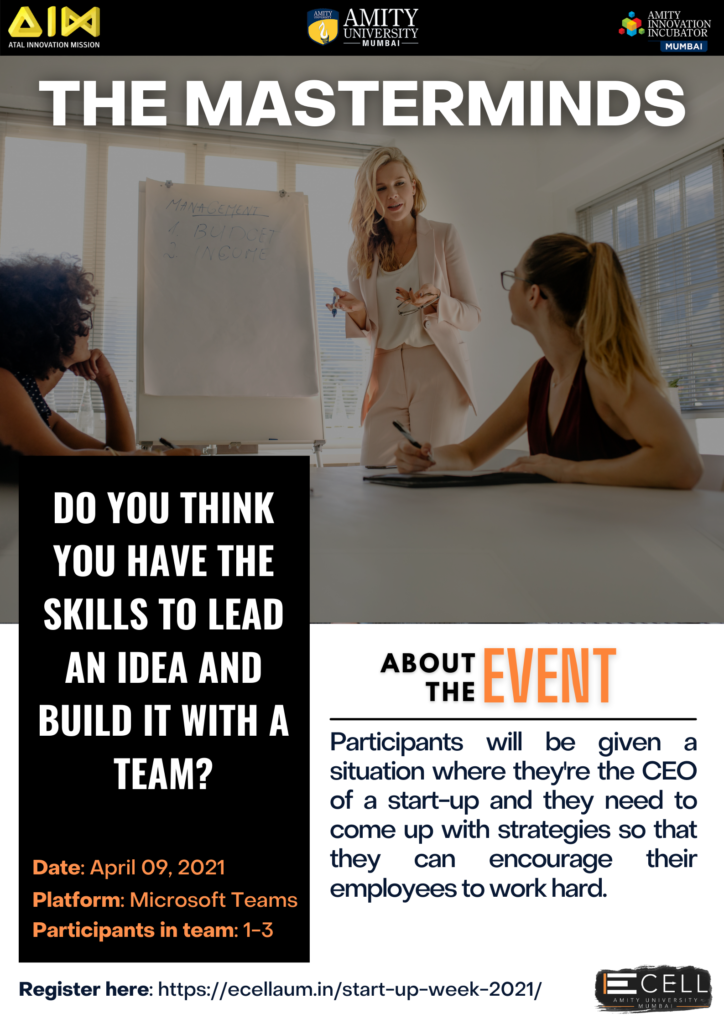 AIM
ATAL INNOVATION MISSION
AMITY
AMITY
UNIVERSITY
MUMBAI
AMITY
INNOVATION
INCUBATOR
MUMBAI
THE MASTERMINDS
MANAGEMENT
1. BUDGET
2. INCOME
DO YOU THINK
YOU HAVE THE
SKILLS TO LEAD
AN IDEA AND
BUILD IT WITH A
TEAM?
Date: April 09, 2021
Platform: Microsoft Teams
Participants in team: 1-3
ABOUT
THE
EVENT
Participants will be given a
situation where they're the CEO
of a start-up and they need to
come up with strategies so that
they can encourage their
employees to work hard.
Register here: https://ecellaum.in/start-up-week-2021/
ECELL
AMITY UNIVERSITY
MUMBAI